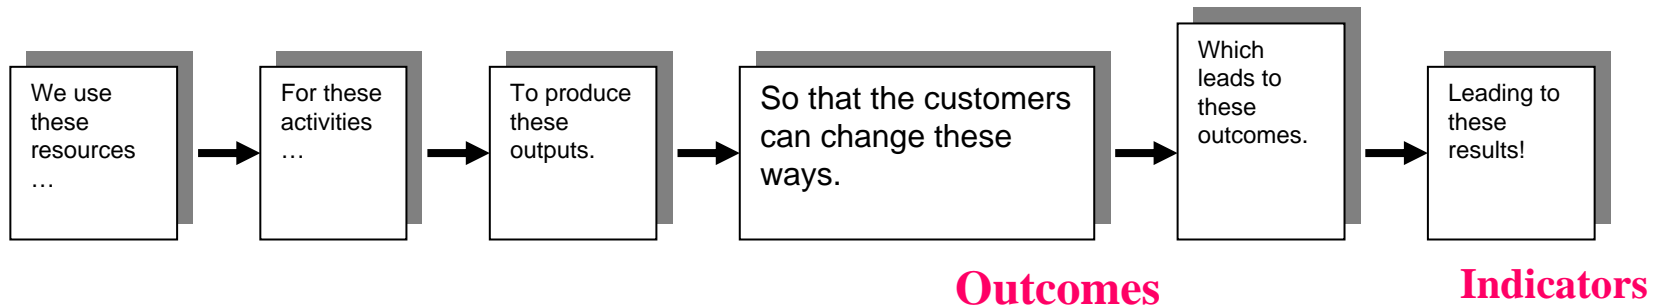 We use
these
resources
…
For these
activities
…
To produce
these
outputs.
So that the customers
can change these
ways.
Which
leads to
these
outcomes.
Leading to
these
results!
Outcomes
Indicators